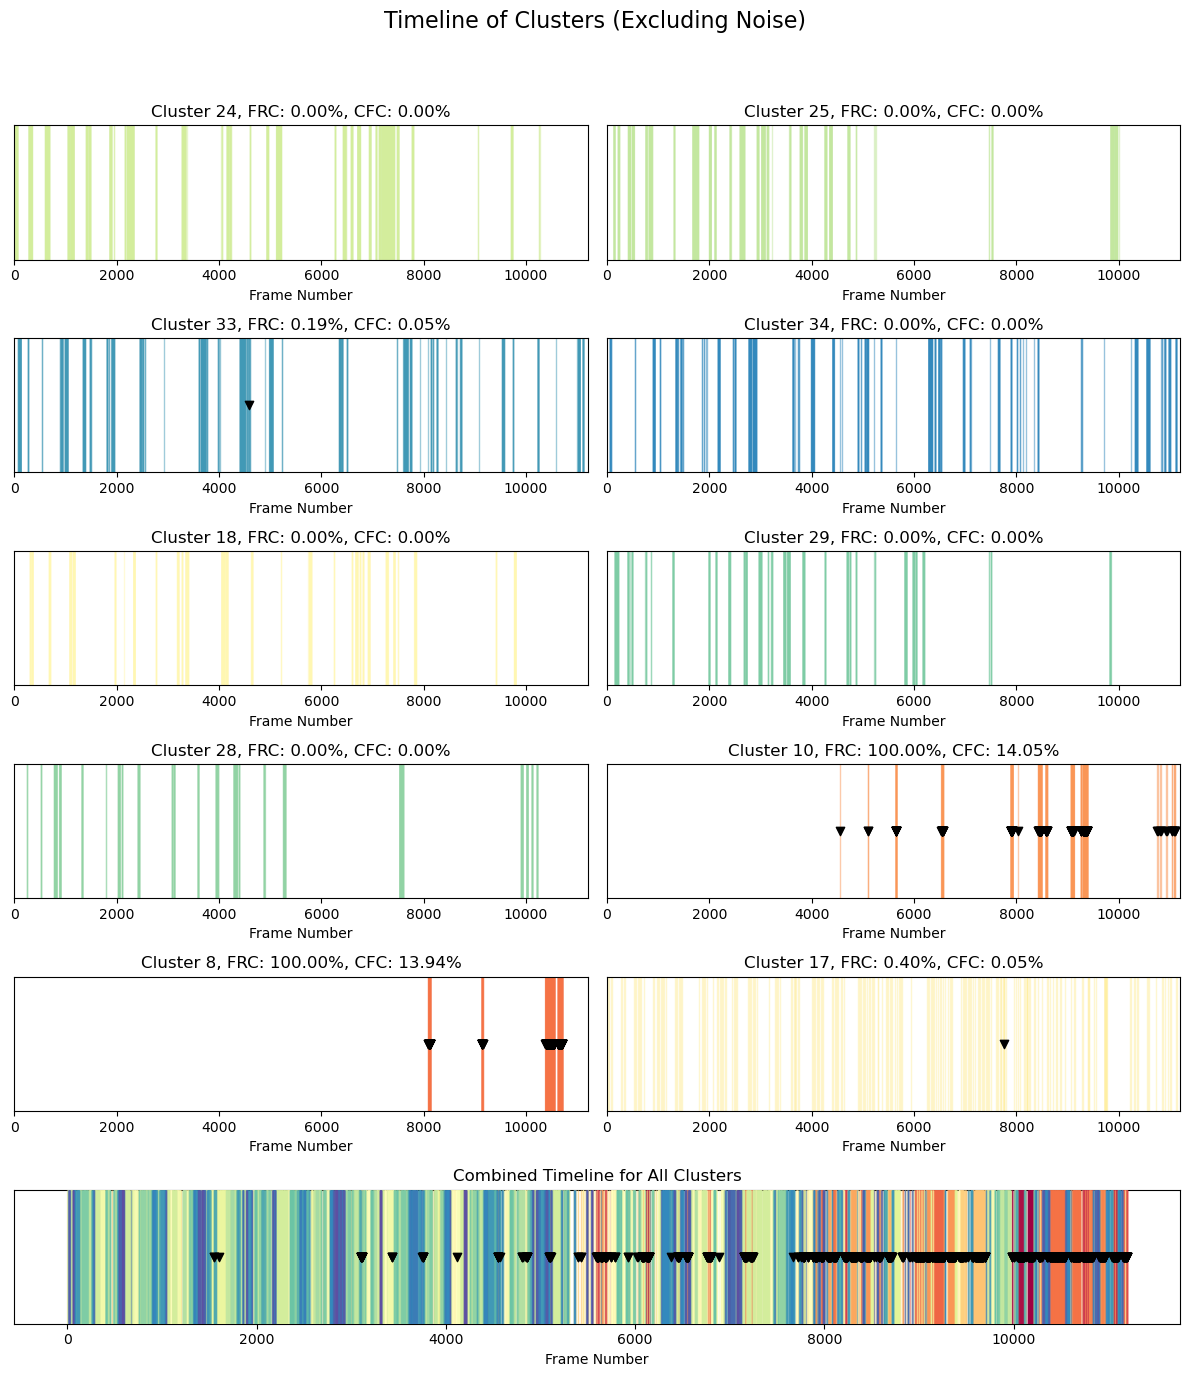 Timeline of Clusters (Excluding Noise)
Cluster 24, FRC: 0.00%, CFC: 0.00%
0 2000 4000 6000 8000 10000
Frame Number
Cluster 25, FRC: 0.00%, CFC: 0.00%
0 2000 4000 6000 8000 10000
Frame Number
Cluster 33, FRC: 0.19%, CFC: 0.05%
0 2000 4000 6000 8000 10000
Frame Number
Cluster 34, FRC: 0.00%, CFC: 0.00%
0 2000 4000 6000 8000 10000
Frame Number
Cluster 18, FRC: 0.00%, CFC: 0.00%
0 2000 4000 6000 8000 10000
Frame Number
Cluster 29, FRC: 0.00%, CFC: 0.00%
0 2000 4000 6000 8000 10000
Frame Number
Cluster 28, FRC: 0.00%, CFC: 0.00%
0 2000 4000 6000 8000 10000
Frame Number
Cluster 10, FRC: 100.00%, CFC: 14.05%
0 2000 4000 6000 8000 10000
Frame Number
Cluster 8, FRC: 100.00%, CFC: 13.94%
0 2000 4000 6000 8000 10000
Frame Number
Cluster 17, FRC: 0.40%, CFC: 0.05%
0 2000 4000 6000 8000 10000
Frame Number
Combined Timeline for All Clusters
0 2000 4000 6000 8000 10000
Frame Number